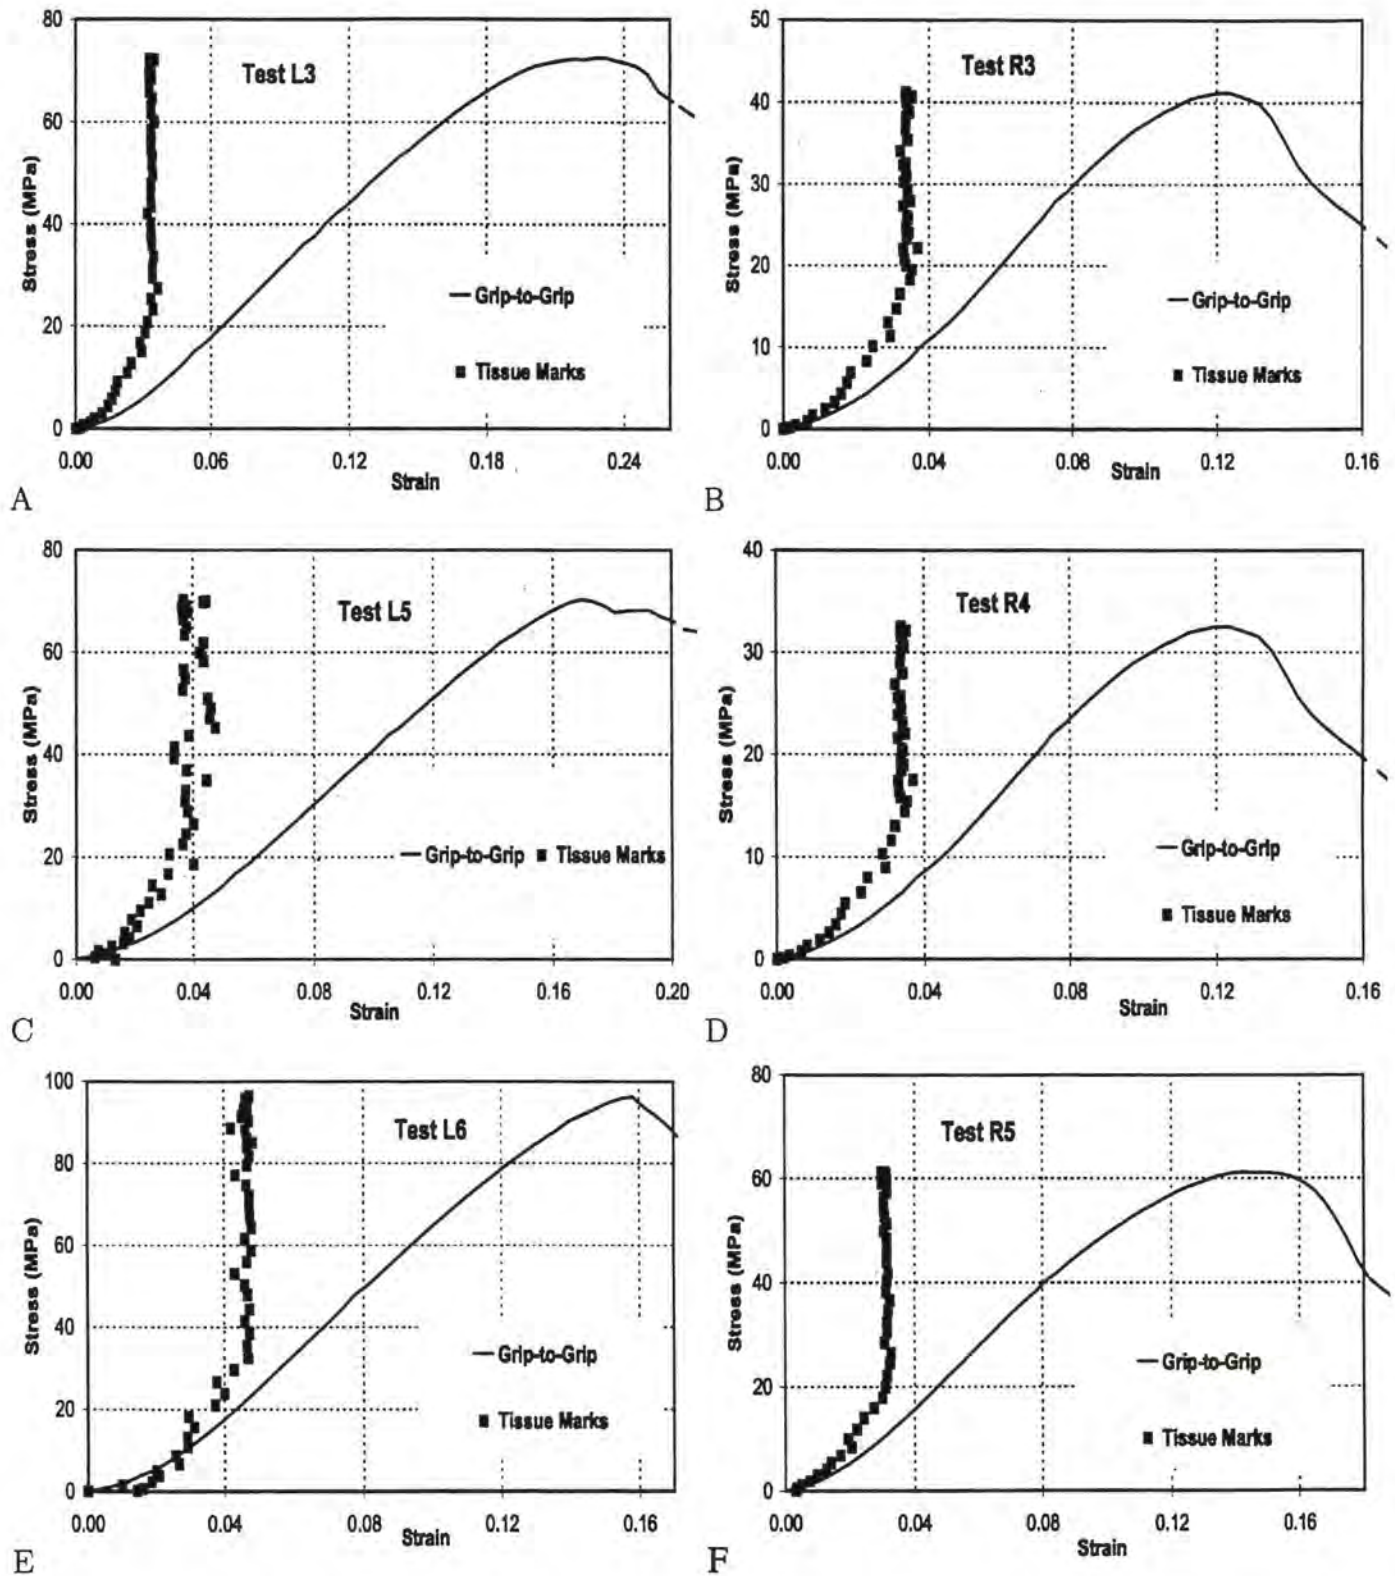 80
60
40
20
0
Stress (MPa)
Test L3
Grip-to-Grip
Tissue Marks
0.00 0.06 0.12 0.18 0.24
Strain
A
50
40
30
20
10
0
Stress (MPa)
Test R3
Grip-to-Grip
Tissue Marks
0.00 0.04 0.08 0.12 0.16
Strain
B
80
60
40
20
0
Stress (MPa)
Test L5
Grip-to-Grip Tissue Marks
0.00 0.04 0.08 0.12 0.16 0.20
Strain
C
40
30
20
10
0
Stress (MPa)
Test R4
Grip-to-Grip
Tissue Marks
0.00 0.04 0.08 0.12 0.16
Strain
D
100
80
60
40
20
0
Stress (MPa)
Test L6
Grip-to-Grip
Tissue Marks
0.00 0.04 0.08 0.12 0.16
Strain
E
80
60
40
20
0
Stress (MPa)
Test R5
Grip-to-Grip
Tissue Marks
0.00 0.04 0.08 0.12 0.16
Strain
F